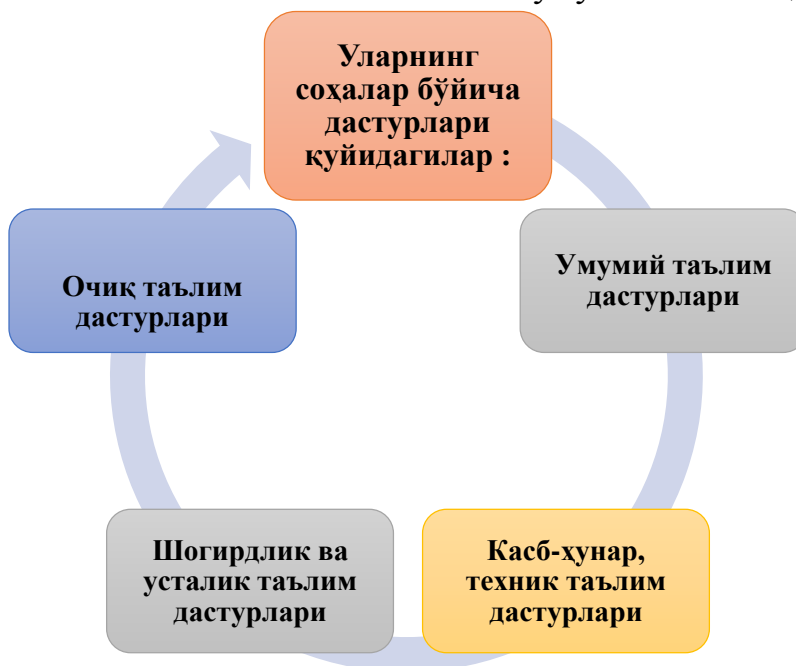 Уларнинг
соҳалар бўйича
дастурлари
қуйидагилар :
Умумий таълим
дастурлари
Касб-ҳунар,
техник таълим
дастурлари
Шогирдлик ва
усталик таълим
дастурлари
Очиқ таълим
дастурлари